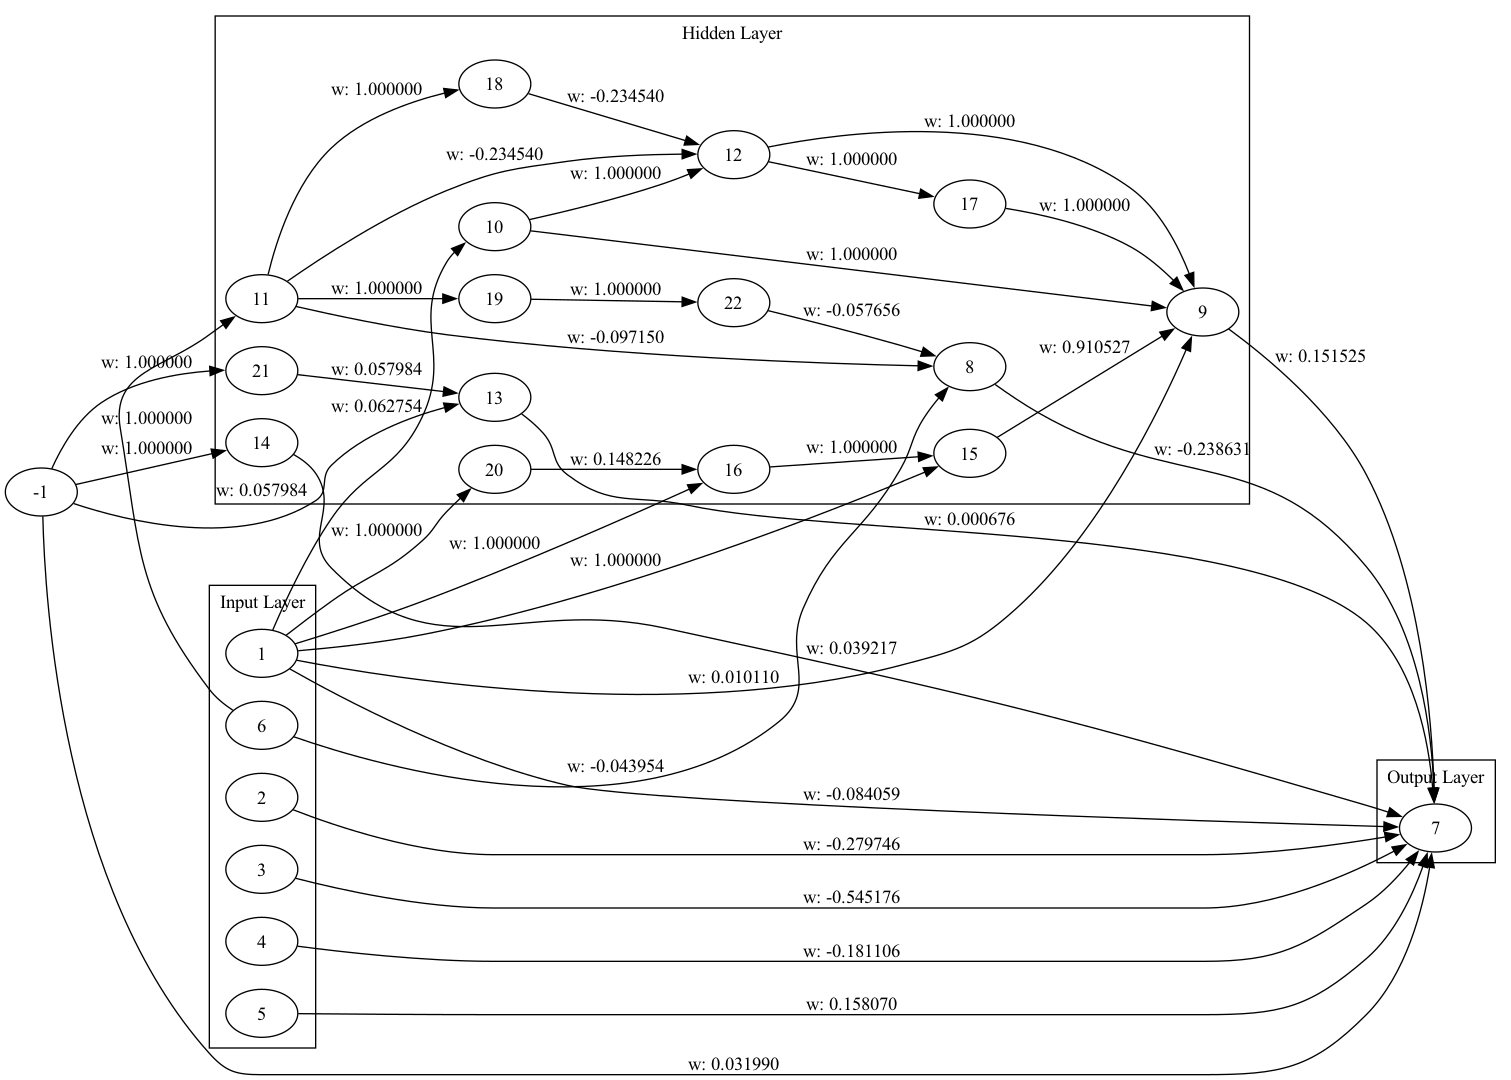 Hidden Layer
18
w: 1.000000
w: -0.234540
w: 1.000000
12
w: -0.234540
w: 1.000000
w: 1.000000
17
w: 1.000000
10
w: 1.000000
11
w: 1.000000
19
w: 1.000000
22
w: -0.057656
9
w: -0.097150
w: 0.910527
w: 0.151525
w: 1.000000
21
w: 0.057984
8
13
w: 0.062754
w: 1.000000
14
w: 1.000000
w: 1.000000
15
w: -0.238631
20
w: 0.148226
16
-1
w: 0.057984
w: 0.000676
w: 1.000000
w: 1.000000
w: 1.000000
Input Layer
1
w: 0.039217
w: 0.010110
6
w: -0.043954
Output Layer
2
w: -0.084059
7
w: -0.279746
3
w: -0.545176
4
w: -0.181106
5
w: 0.158070
w: 0.031990